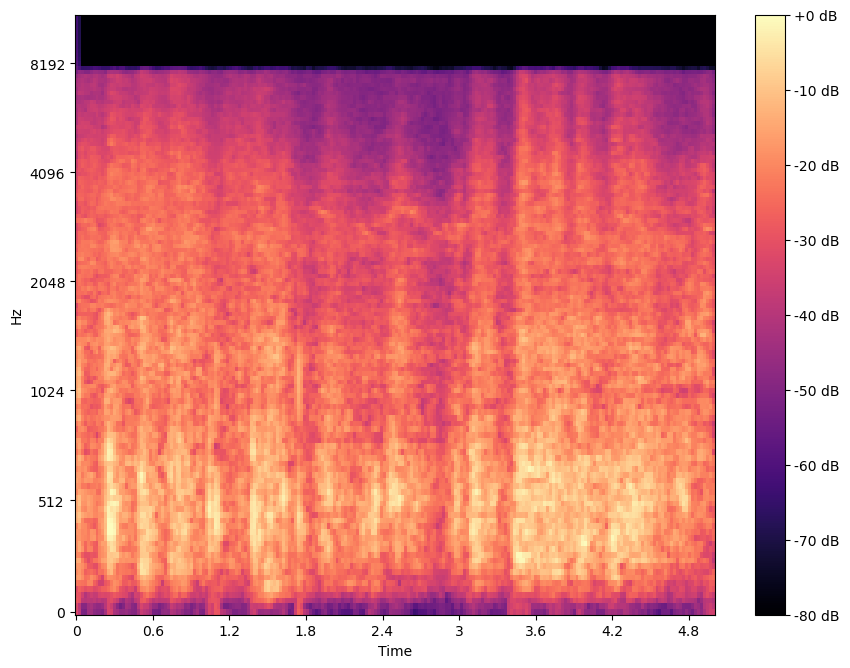 +0 dB
8192
-10 dB
4096
-20 dB
-30 dB
2048
Hz
-40 dB
1024
-50 dB
-60 dB
512
-70 dB
0
-80 dB
0 0.6 1.2 1.8 2.4 3 3.6 4.2 4.8
Time